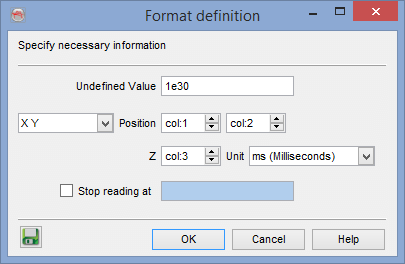 Format definition
Specify necessary information
Undefined Value 1e30
X Y Position col:1 col:2
Z col:3 Unit ms (Milliseconds)
Stop reading at
OK Cancel Help